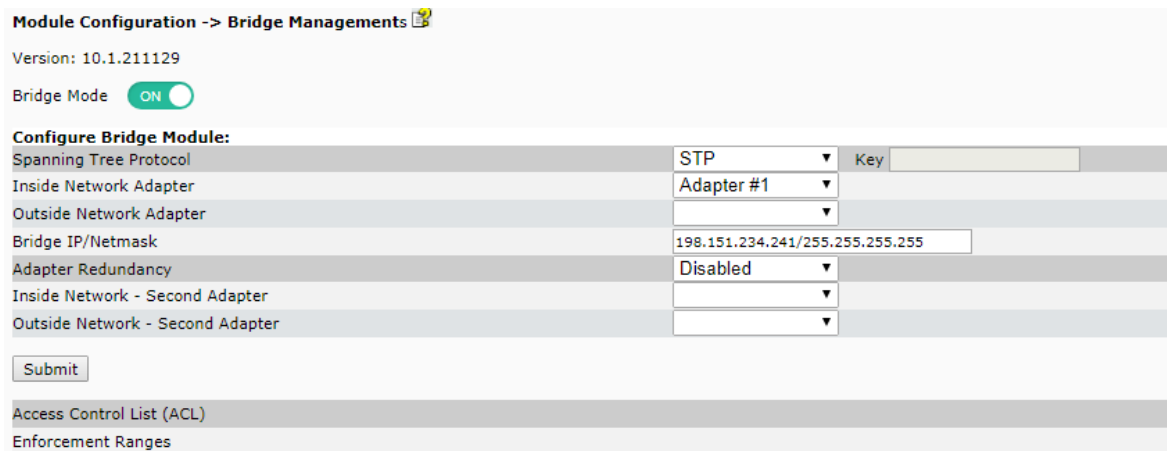 Module Configuration -> Bridge Managements
Version: 10.1.211129
Bridge Mode ON
Configure Bridge Module:
Spanning Tree Protocol STP Key
Inside Network Adapter Adapter #1
Outside Network Adapter
Bridge IP/Netmask 198.151.234.241/255.255.255.255
Adapter Redundancy Disabled
Inside Network - Second Adapter
Outside Network - Second Adapter
Submit
Access Control List (ACL)
Enforcement Ranges